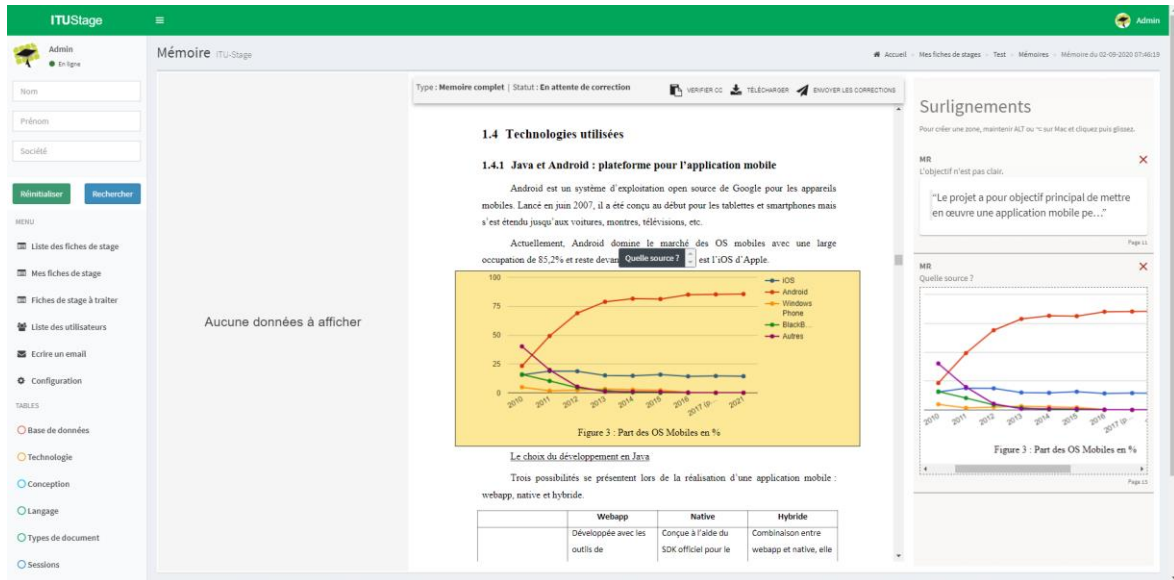 ITUStage
Admin
Admin
En ligne
Nom
Prénom
Société
Réinitialiser
Rechercher
MENU
Liste des fiches de stage
Mes fiches de stage
Fiches de stage à traiter
Liste des utilisateurs
Ecrire un email
Configuration
TABLES
Base de données
Technologie
Conception
Langage
Types de document
Sessions
Mémoire ITU-Stage
Accueil > Mes fiches de stages > Test > Mémoires > Mémoire du 02-09-2020 07:46:19
Aucune données à afficher
Type : Memoire complet | Statut : En attente de correction
VERIFIER CC
TÉLÉCHARGER
ENVOYER LES CORRECTIONS
1.4 Technologies utilisées
1.4.1 Java et Android : plateforme pour l'application mobile
Android est un système d'exploitation open source de Google pour les appareils
mobiles. Lancé en juin 2007, il a été conçu au début pour les tablettes et smartphones mais
s'est étendu jusqu'aux voitures, montres, télévisions, etc.
Actuellement, Android domine le marché des OS mobiles avec une large
occupation de 85,2% et reste devan
Quelle source ?
est l'iOS d'Apple.
100
75
50
25
0
2010 2011 2012 2013 2014 2015 2016 2017 (p... 2021
iOS
Android
Windows
Phone
BlackB...
Autres
Figure 3 : Part des OS Mobiles en %
Le choix du développement en Java
Trois possibilités se présentent lors de la réalisation d'une application mobile :
webapp, native et hybride.
Webapp Native Hybride
Développée avec les Conçue à l'aide du Combinaison entre
outils de SDK officiel pour le webapp et native, elle
Surlignements
Pour créer une zone, maintenir ALT ou ⌥ sur Mac et cliquez puis glissez.
MR
L'objectif n'est pas clair.
"Le projet a pour objectif principal de mettre
en œuvre une application mobile pe..."
Page 11
MR
Quelle source ?
2010 2011 2012 2013 2014 2015 2016 2017 (p...
Figure 3 : Part des OS Mobiles en %
Page 13